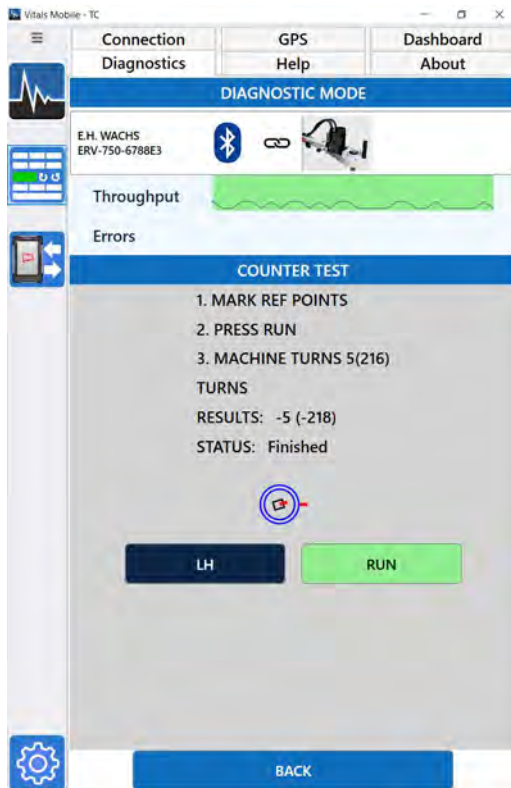 Vitals Mobile - TC
Connection GPS Dashboard
Diagnostics Help About
DIAGNOSTIC MODE
E.H. WACHS
ERV-750-6788E3
Throughput
Errors
COUNTER TEST
1. MARK REF POINTS
2. PRESS RUN
3. MACHINE TURNS 5(216)
TURNS
RESULTS: -5 (-218)
STATUS: Finished
LH RUN
BACK